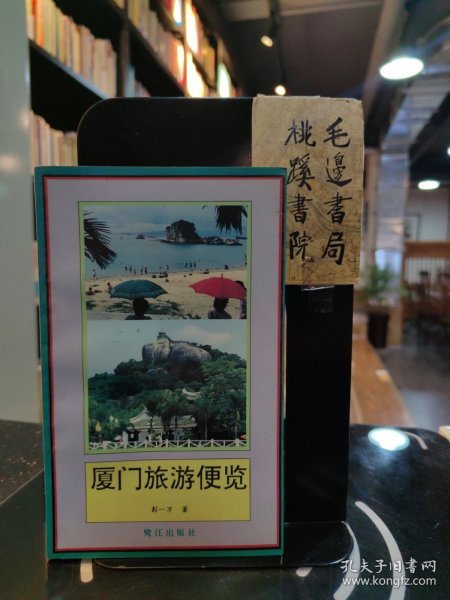 毛邊書局
桃蹊書院
厦门旅游便览
彭一万 著
鹭江出版社
孔夫子旧书网
www.kongfz.com